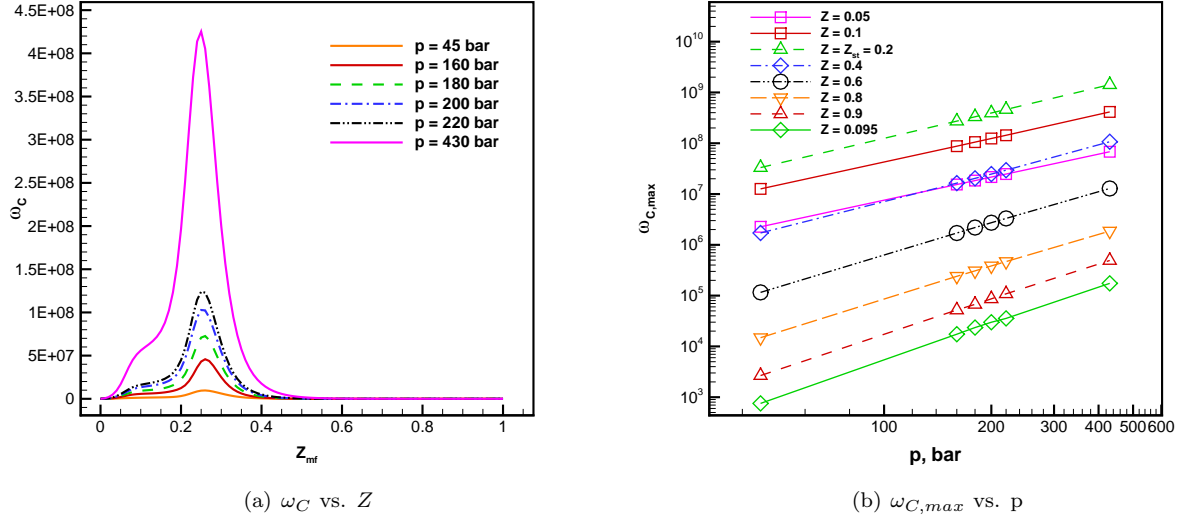 ω_C
4.5E+08
4E+08
3.5E+08
3E+08
2.5E+08
2E+08
1.5E+08
1E+08
5E+07
0
0 0.2 0.4 0.6 0.8 1
Z_mf
p = 45 bar
p = 160 bar
p = 180 bar
p = 200 bar
p = 220 bar
p = 430 bar
(a) ω_C vs. Z
ω_C,max
10^10
10^9
10^8
10^7
10^6
10^5
10^4
10^3
100 200 300 400 500 600
p, bar
Z = 0.05
Z = 0.1
Z = Z_st = 0.2
Z = 0.4
Z = 0.6
Z = 0.8
Z = 0.9
Z = 0.095
(b) ω_C,max vs. p